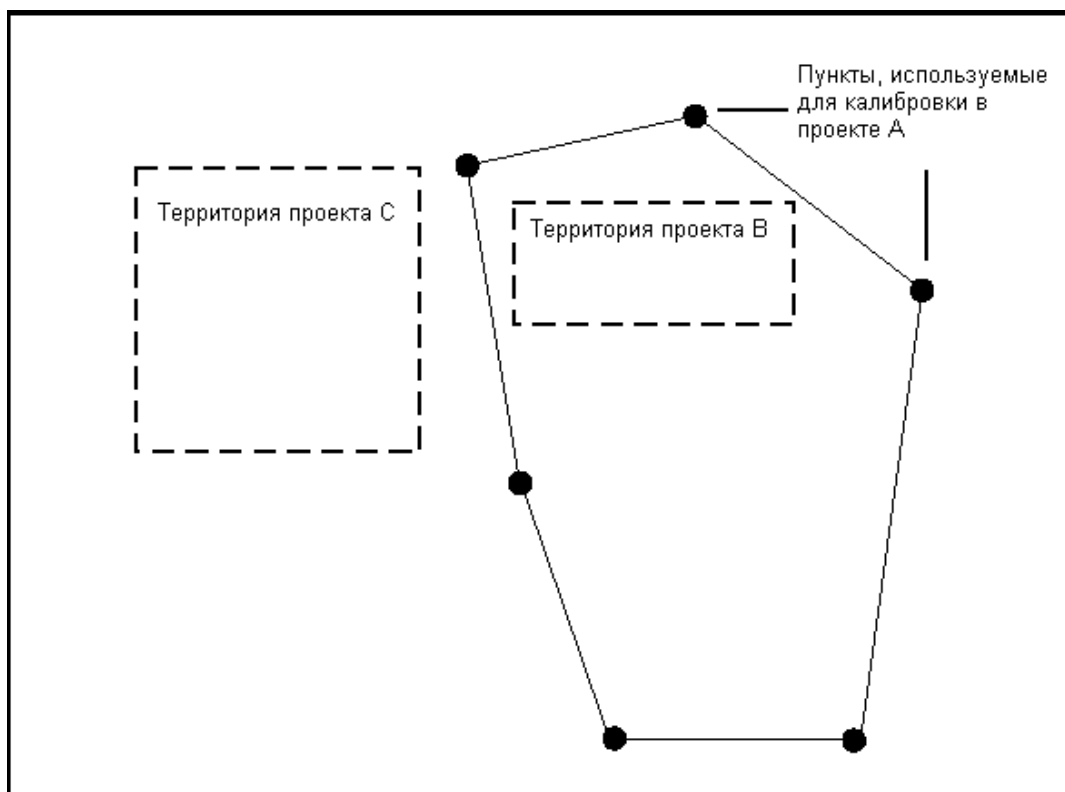 Пункты, используемые
для калибровки в
проекте А
Территория проекта С
Территория проекта В